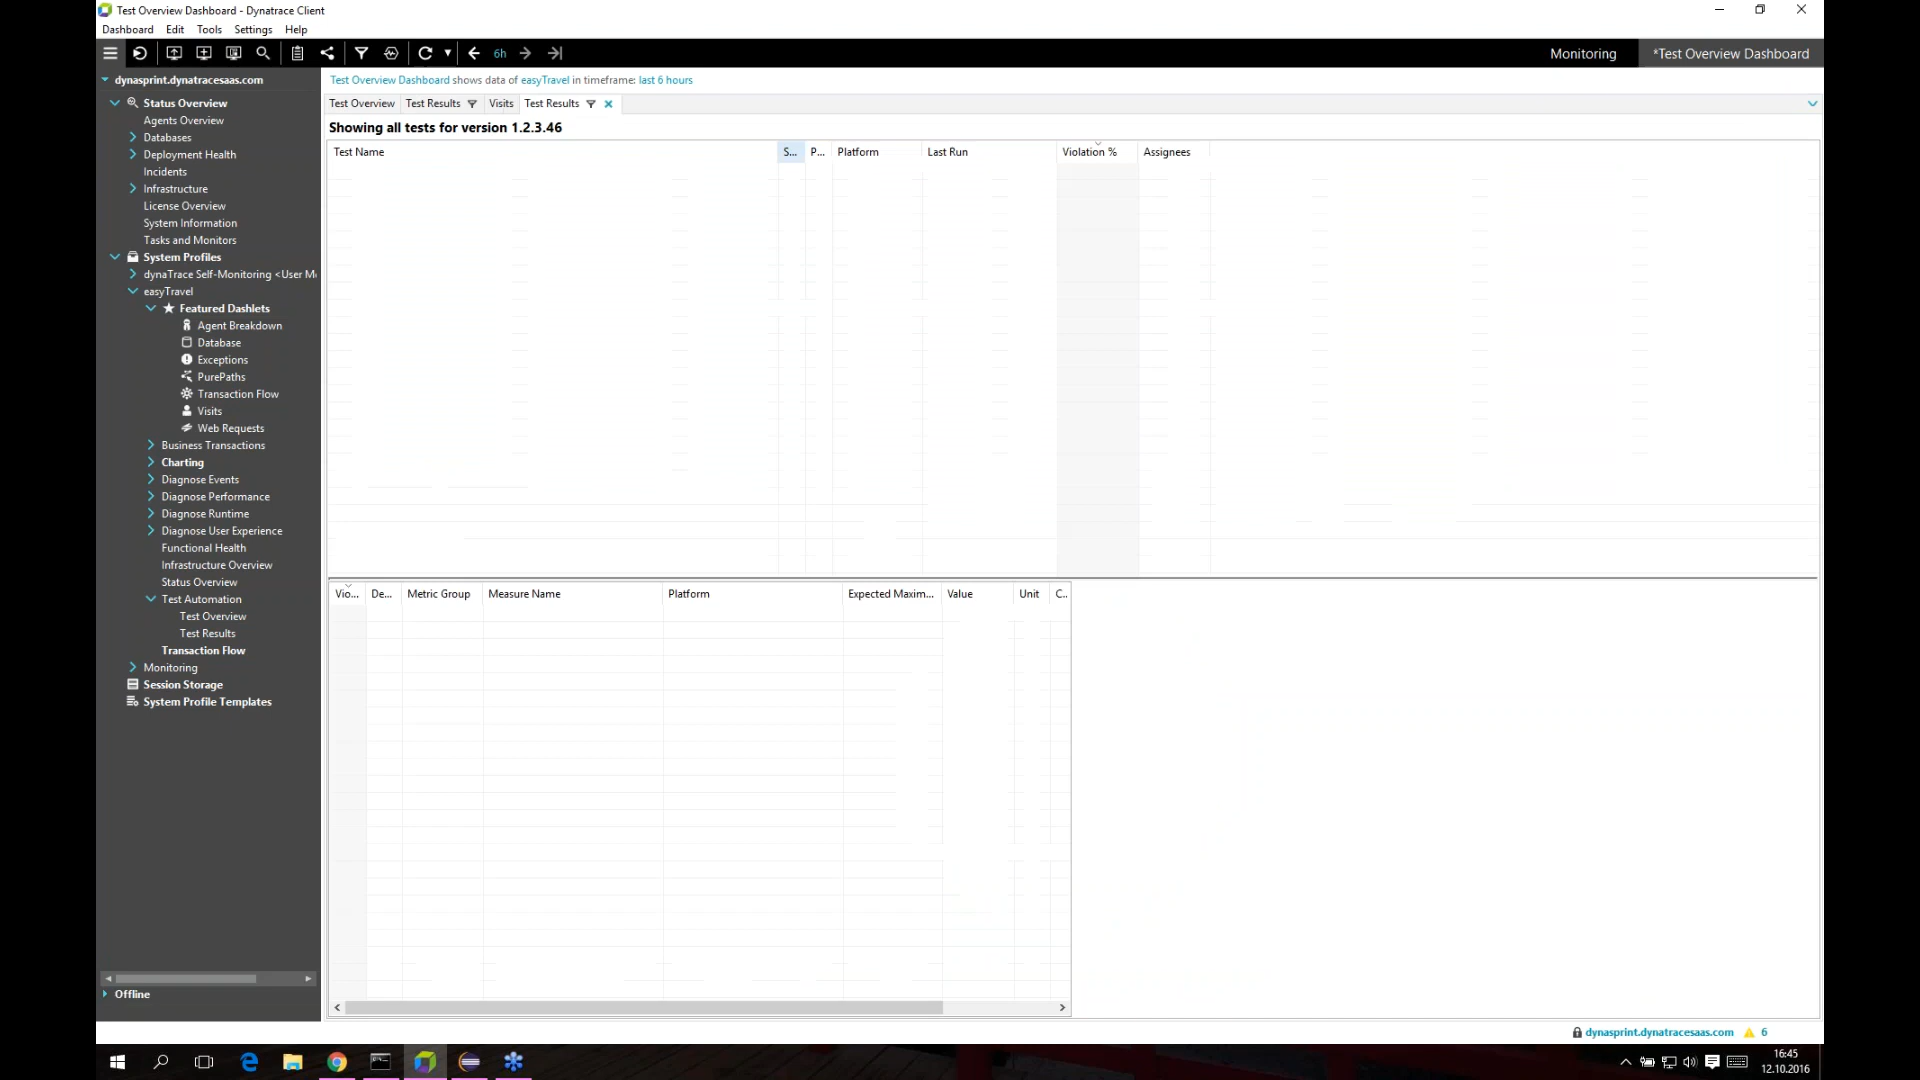 Test Overview Dashboard - Dynatrace Client
Dashboard Edit Tools Settings Help
6h
Monitoring
*Test Overview Dashboard
dynasprint.dynatracesaas.com
Status Overview
Agents Overview
Databases
Deployment Health
Incidents
Infrastructure
License Overview
System Information
Tasks and Monitors
System Profiles
dynaTrace Self-Monitoring <User M
easyTravel
Featured Dashlets
Agent Breakdown
Database
Exceptions
PurePaths
Transaction Flow
Visits
Web Requests
Business Transactions
Charting
Diagnose Events
Diagnose Performance
Diagnose Runtime
Diagnose User Experience
Functional Health
Infrastructure Overview
Status Overview
Test Automation
Test Overview
Test Results
Transaction Flow
Monitoring
Session Storage
System Profile Templates
Offline
Test Overview Dashboard shows data of easyTravel in timeframe: last 6 hours
Test Overview Test Results Visits Test Results
Showing all tests for version 1.2.3.46
Test Name S... P... Platform Last Run Violation % Assignees
Vio... De... Metric Group Measure Name Platform Expected Maxim... Value Unit C..
dynasprint.dynatracesaas.com 6
16:45
12.10.2016